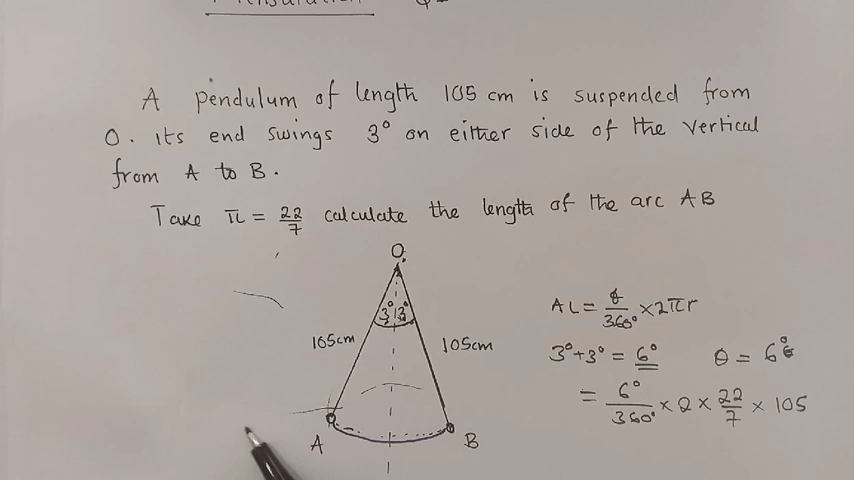 A pendulum of length 105 cm is suspended from
O. its end swings 3° on either side of the vertical
from A to B.
Take π = 22/7 calculate the length of the arc AB
O
3° 3°
105cm
105cm
A
B
AL = θ/360° × 2πr
3° + 3° = 6° θ = 6°
= 6°/360° × 2 × 22/7 × 105